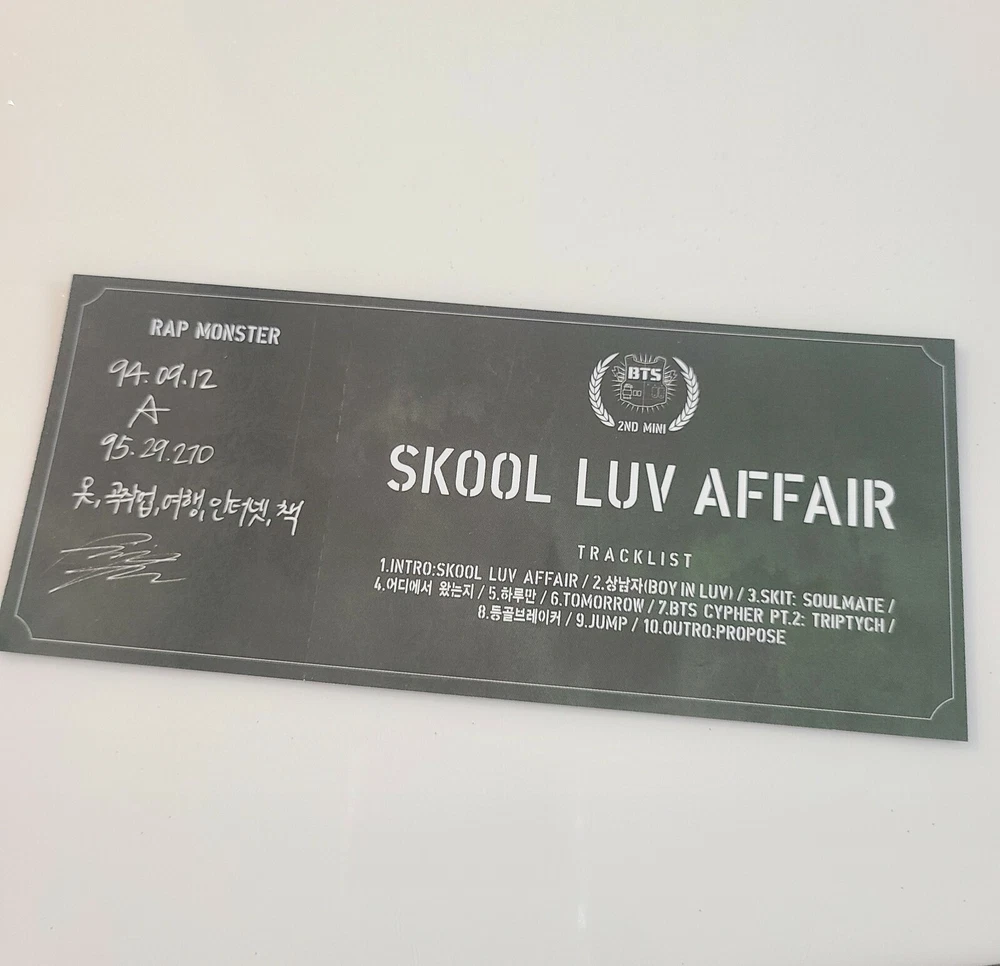 RAP MONSTER
94.09.12
A
95.29.270
옷, 곡작업, 여행, 인터넷, 책
BTS
2ND MINI
SKOOL LUV AFFAIR
TRACKLIST
1.INTRO:SKOOL LUV AFFAIR / 2.상남자(BOY IN LUV) / 3.SKIT: SOULMATE /
4.어디에서 왔는지 / 5.하루만 / 6.TOMORROW / 7.BTS CYPHER PT.2: TRIPTYCH /
8.등골브레이커 / 9.JUMP / 10.OUTRO:PROPOSE